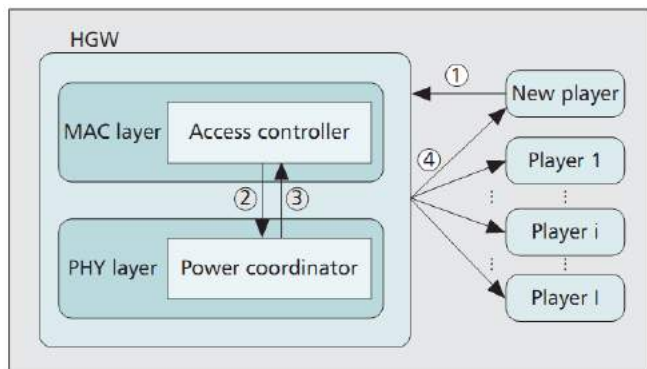 HGW
MAC layer
Access controller
PHY layer
Power coordinator
①
②
③
④
New player
Player 1
Player i
Player I